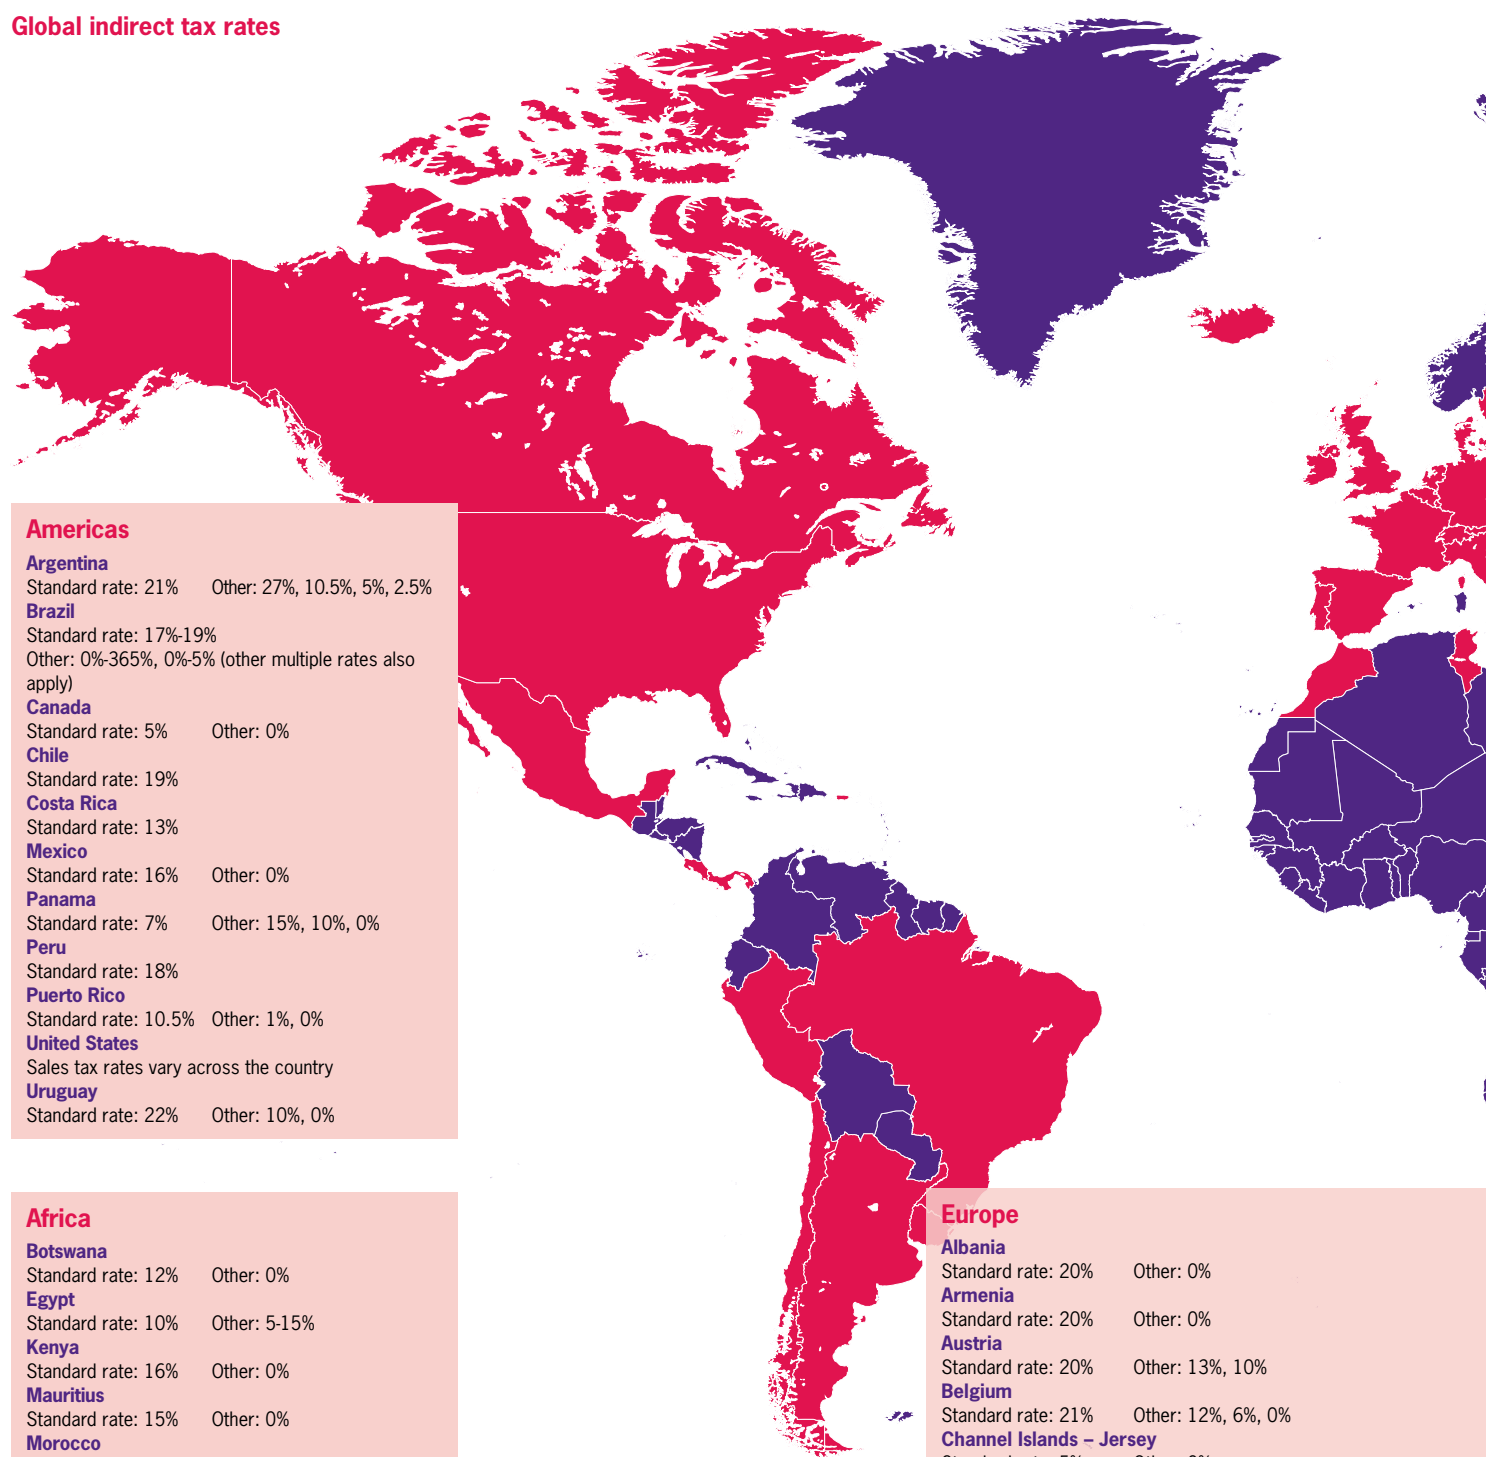 Global indirect tax rates
Americas
Argentina
Standard rate: 21% Other: 27%, 10.5%, 5%, 2.5%
Brazil
Standard rate: 17%-19%
Other: 0%-365%, 0%-5% (other multiple rates also
apply)
Canada
Standard rate: 5% Other: 0%
Chile
Standard rate: 19%
Costa Rica
Standard rate: 13%
Mexico
Standard rate: 16% Other: 0%
Panama
Standard rate: 7% Other: 15%, 10%, 0%
Peru
Standard rate: 18%
Puerto Rico
Standard rate: 10.5% Other: 1%, 0%
United States
Sales tax rates vary across the country
Uruguay
Standard rate: 22% Other: 10%, 0%
Africa
Botswana
Standard rate: 12% Other: 0%
Egypt
Standard rate: 10% Other: 5-15%
Kenya
Standard rate: 16% Other: 0%
Mauritius
Standard rate: 15% Other: 0%
Morocco
Europe
Albania
Standard rate: 20% Other: 0%
Armenia
Standard rate: 20% Other: 0%
Austria
Standard rate: 20% Other: 13%, 10%
Belgium
Standard rate: 21% Other: 12%, 6%, 0%
Channel Islands – Jersey